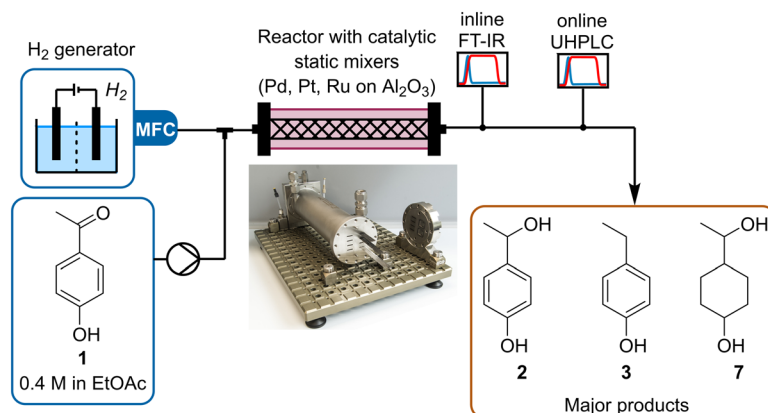 H2 generator
H2
MFC
Reactor with catalytic
static mixers
(Pd, Pt, Ru on Al2O3)
inline
FT-IR
online
UHPLC
O
OH
1
0.4 M in EtOAc
OH
OH
2
OH
3
OH
OH
7
Major products